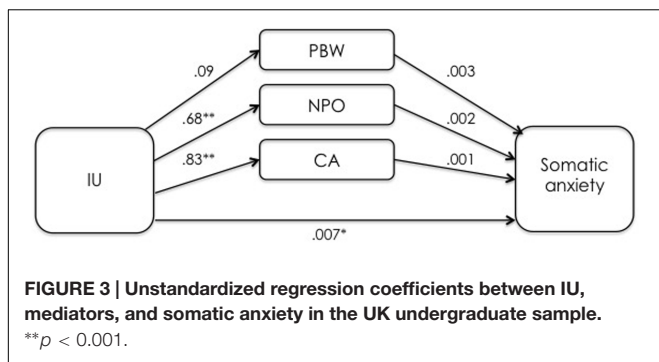 PBW
.09
.003
NPO
.68**
.002
.83**
CA
.001
IU
Somatic
anxiety
.007*
FIGURE 3 | Unstandardized regression coefficients between IU,
mediators, and somatic anxiety in the UK undergraduate sample.
**p < 0.001.